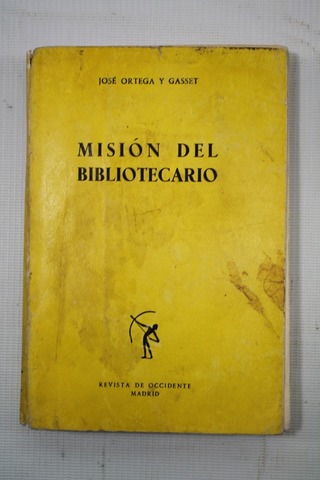 JOSÉ ORTEGA Y GASSET
MISIÓN DEL
BIBLIOTECARIO
REVISTA DE OCCIDENTE
MADRID